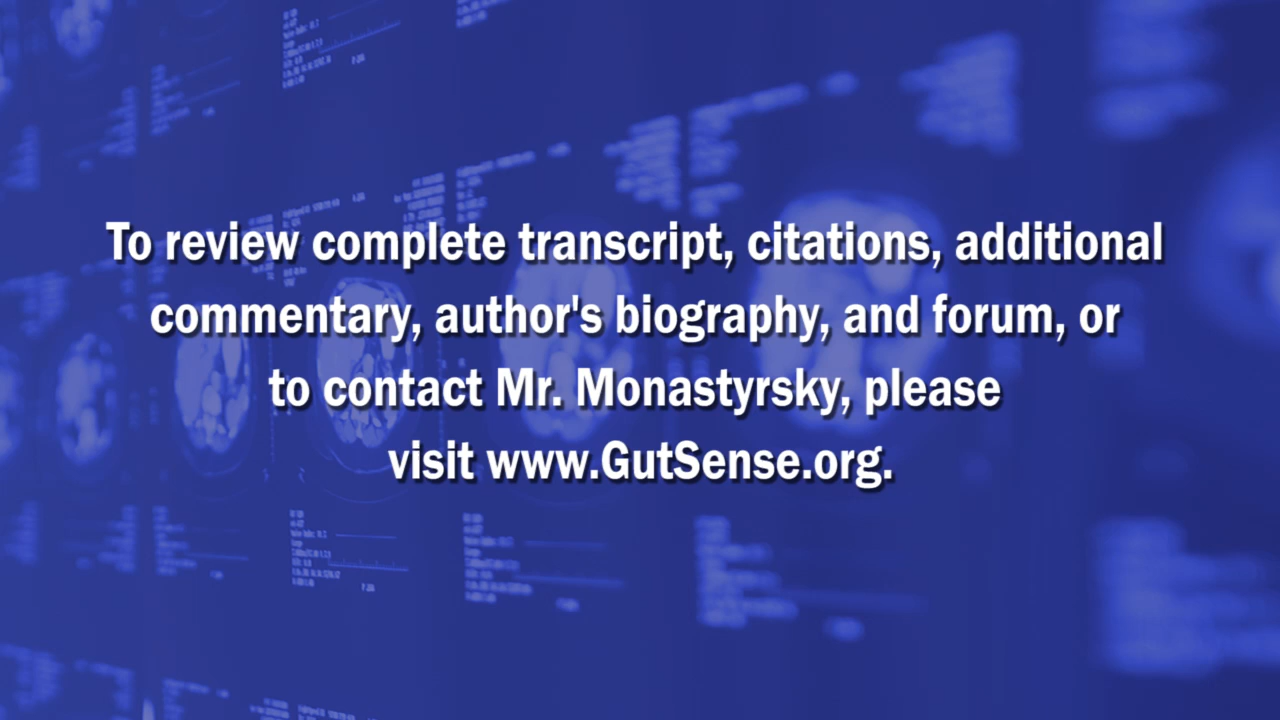 To review complete transcript, citations, additional
commentary, author's biography, and forum, or
to contact Mr. Monastyrsky, please
visit www.GutSense.org.